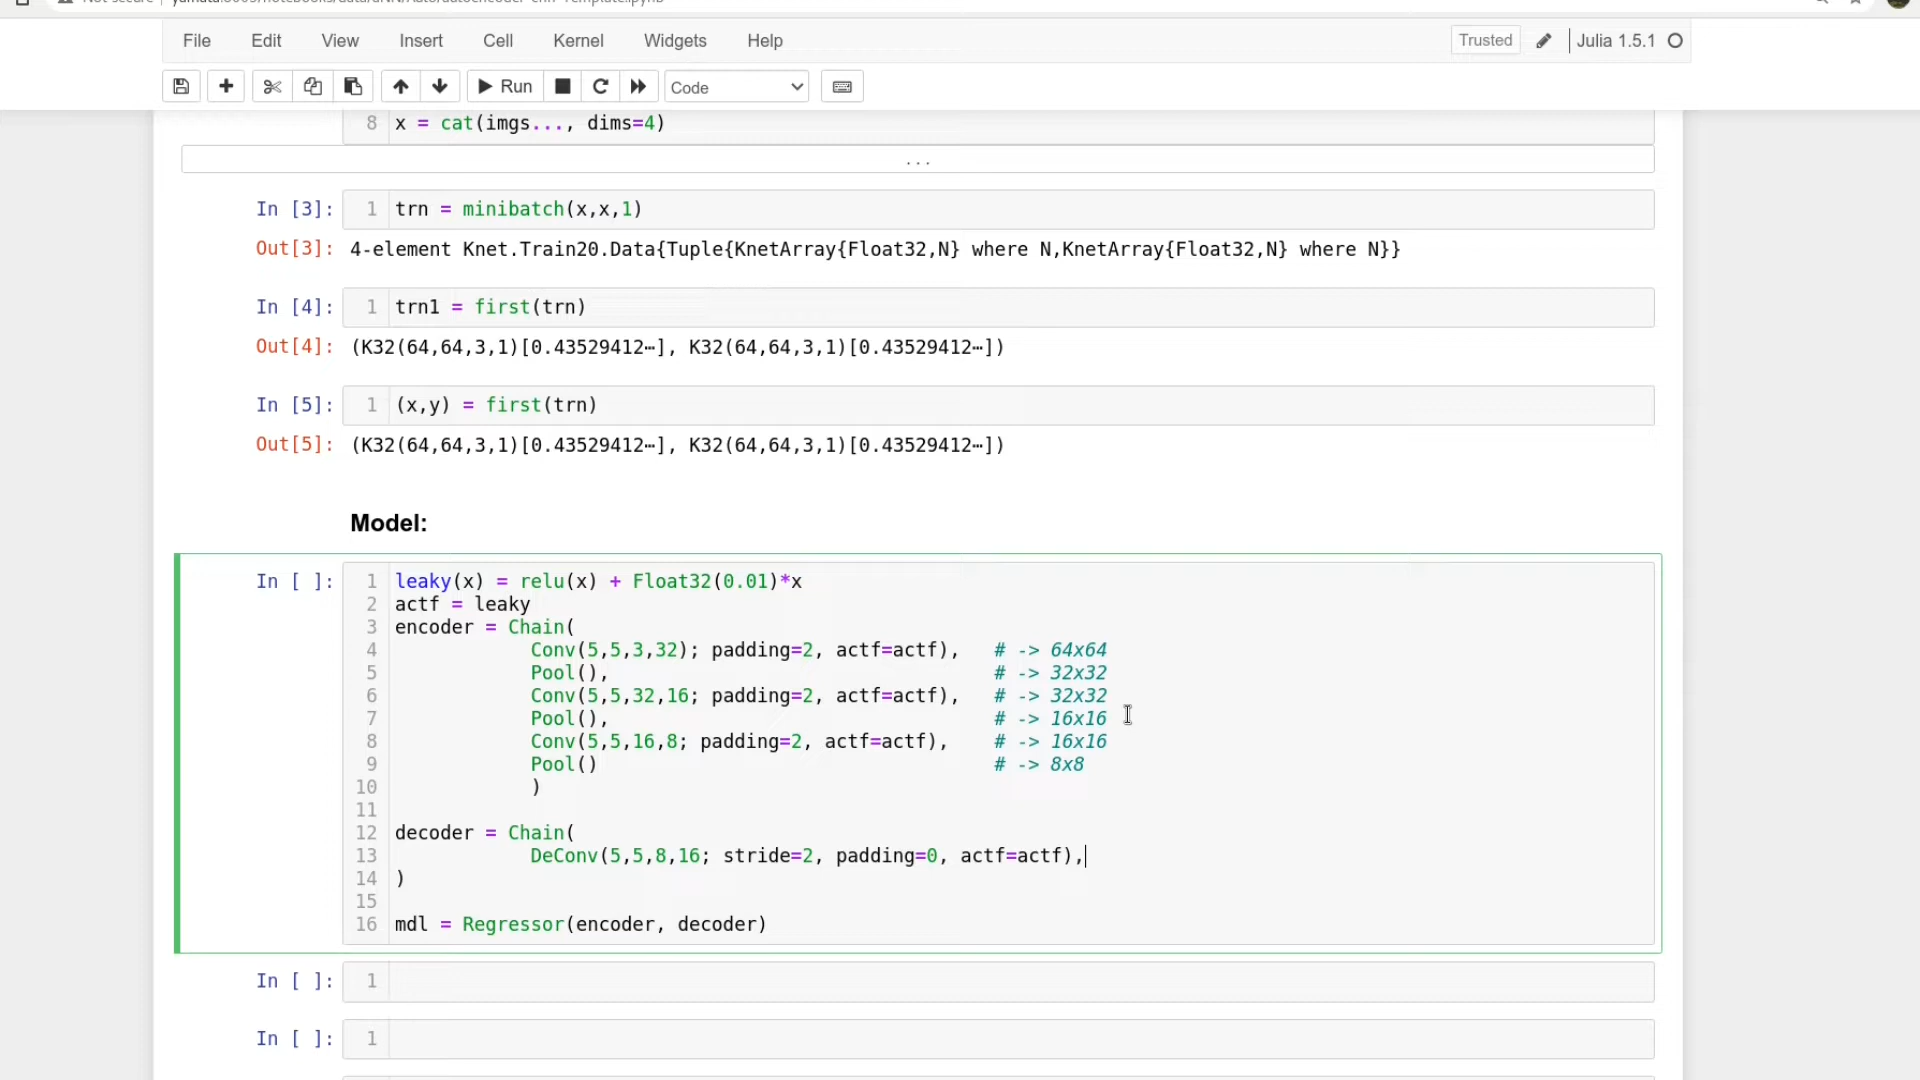 File Edit View Insert Cell Kernel Widgets Help Trusted Julia 1.5.1
Run Code
8 x = cat(imgs..., dims=4)
...
In [3]: 1 trn = minibatch(x,x,1)
Out[3]: 4-element Knet.Train20.Data{Tuple{KnetArray{Float32,N} where N,KnetArray{Float32,N} where N}}
In [4]: 1 trn1 = first(trn)
Out[4]: (K32(64,64,3,1)[0.43529412⋯], K32(64,64,3,1)[0.43529412⋯])
In [5]: 1 (x,y) = first(trn)
Out[5]: (K32(64,64,3,1)[0.43529412⋯], K32(64,64,3,1)[0.43529412⋯])
Model:
In [ ]: 1 leaky(x) = relu(x) + Float32(0.01)*x
2 actf = leaky
3 encoder = Chain(
4 Conv(5,5,3,32); padding=2, actf=actf), # -> 64x64
5 Pool(), # -> 32x32
6 Conv(5,5,32,16; padding=2, actf=actf), # -> 32x32
7 Pool(), # -> 16x16
8 Conv(5,5,16,8; padding=2, actf=actf), # -> 16x16
9 Pool() # -> 8x8
10 )
11
12 decoder = Chain(
13 DeConv(5,5,8,16; stride=2, padding=0, actf=actf),
14 )
15
16 mdl = Regressor(encoder, decoder)
In [ ]: 1
In [ ]: 1